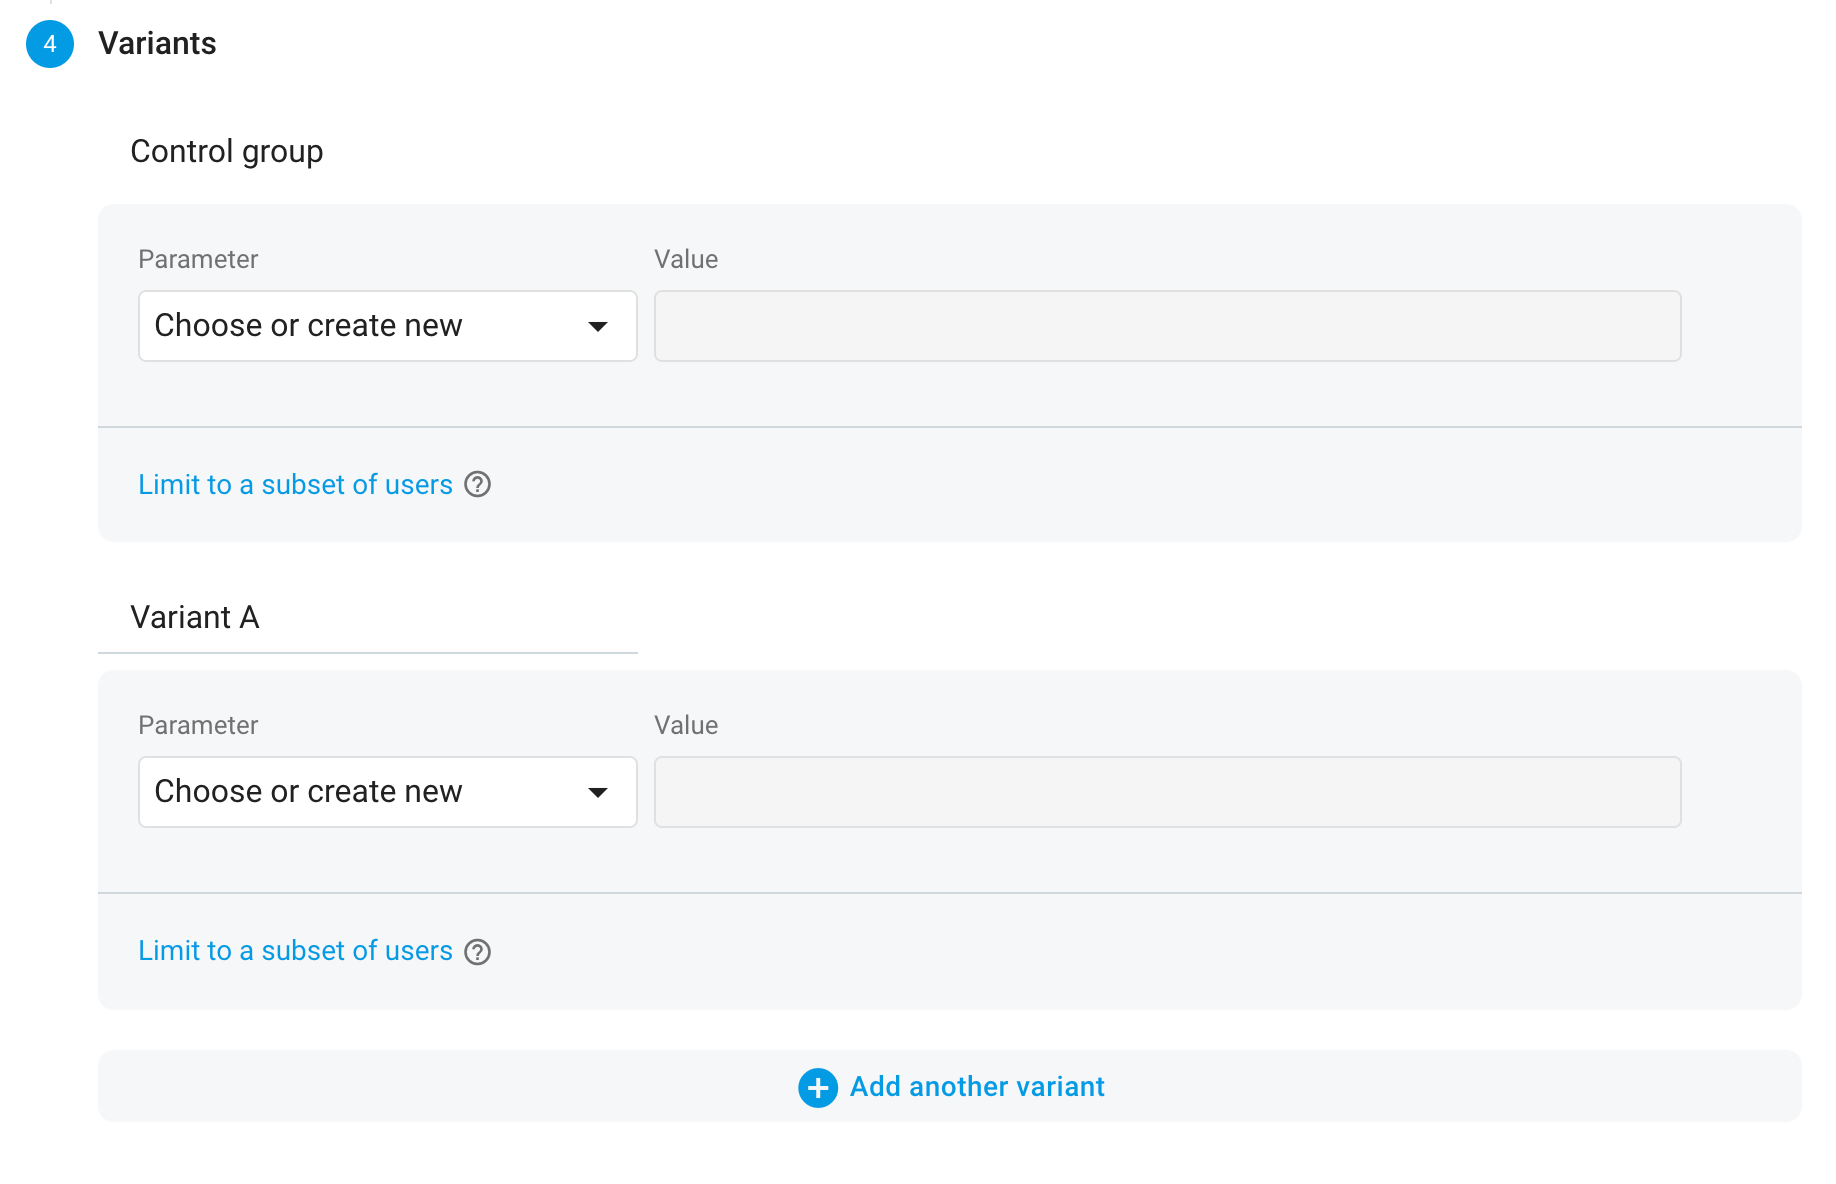 4 Variants
Control group
Parameter Value
Choose or create new
Limit to a subset of users ?
Variant A
Parameter Value
Choose or create new
Limit to a subset of users ?
Add another variant